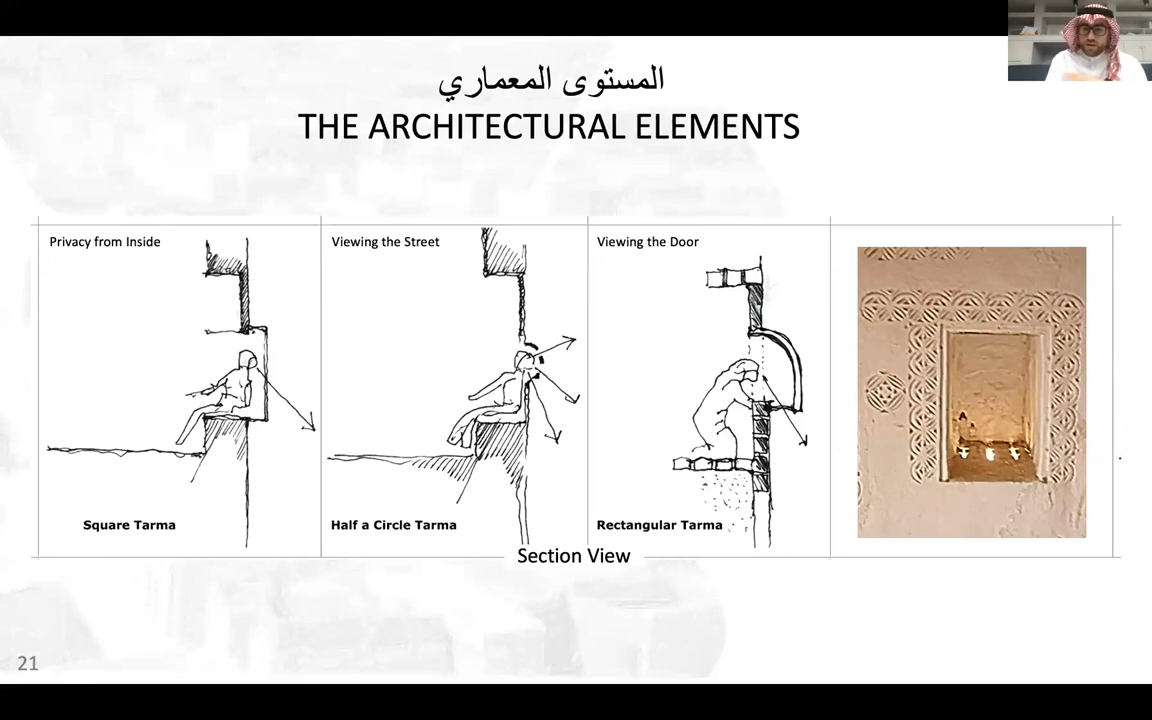 المستوى المعماري
THE ARCHITECTURAL ELEMENTS
Privacy from Inside
Viewing the Street
Viewing the Door
Square Tarma
Half a Circle Tarma
Rectangular Tarma
Section View
21